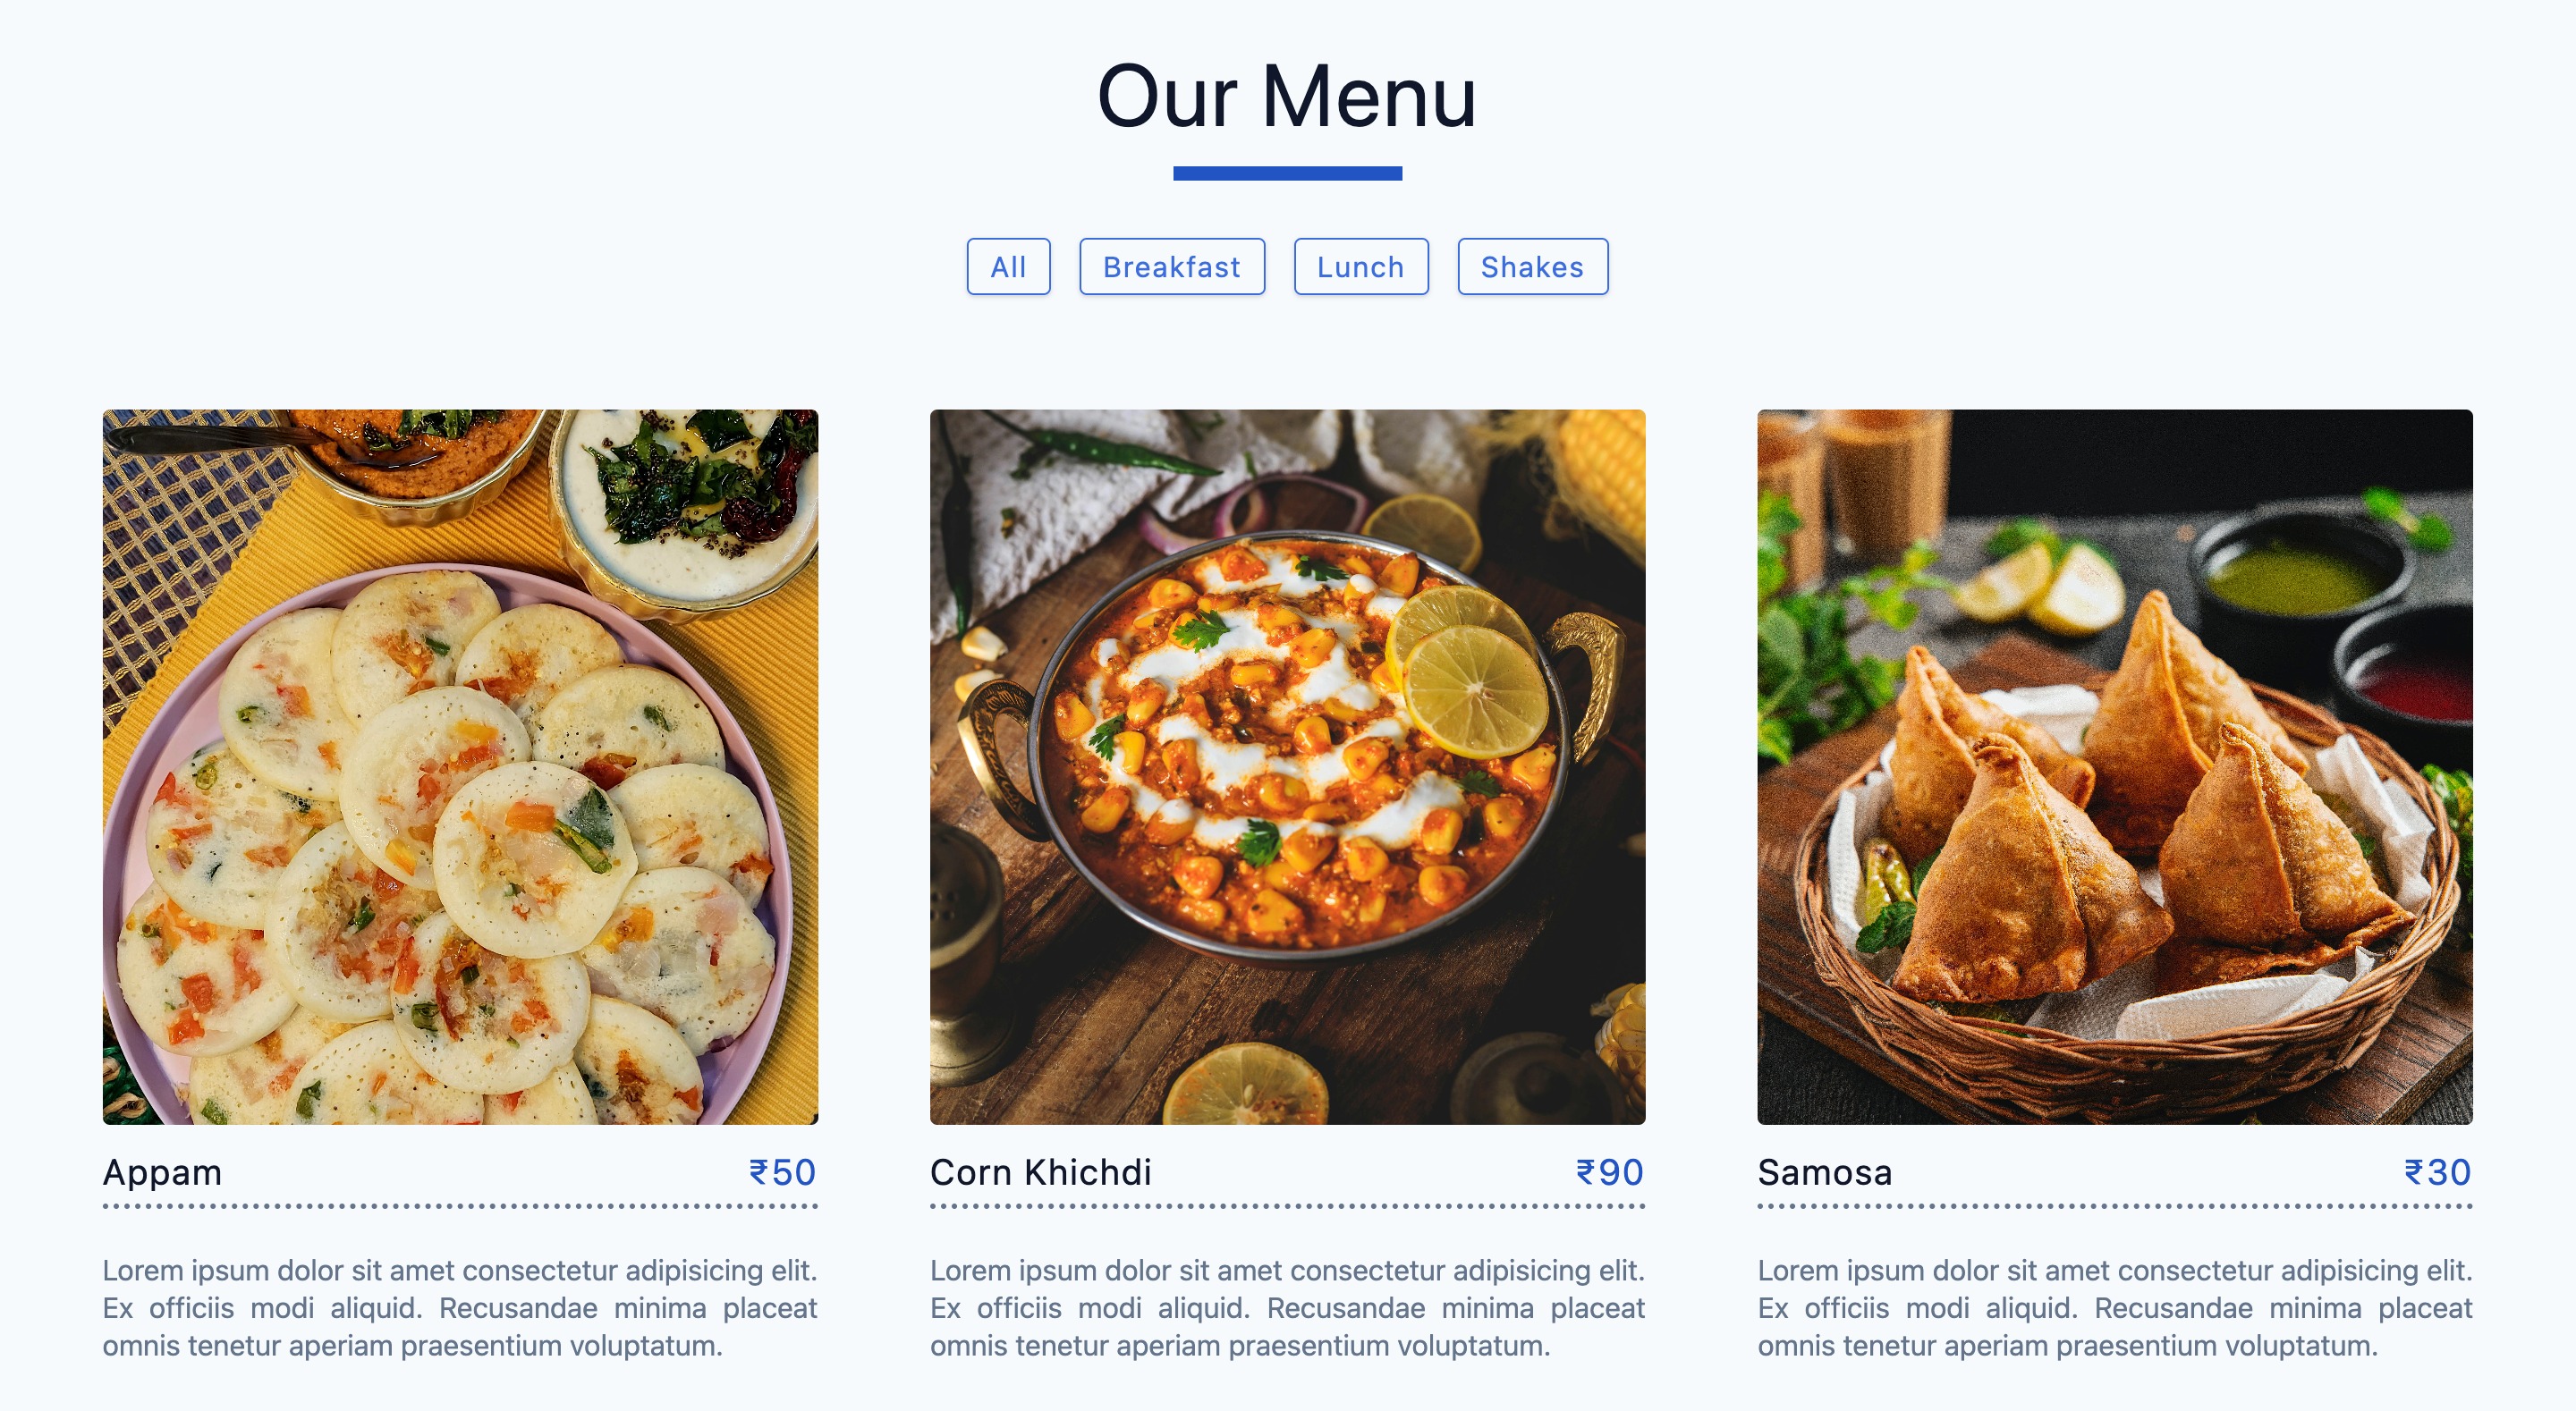 Our Menu
All Breakfast Lunch Shakes
Appam ₹50
Corn Khichdi ₹90
Samosa ₹30
Lorem ipsum dolor sit amet consectetur adipisicing elit.
Ex officiis modi aliquid. Recusandae minima placeat
omnis tenetur aperiam praesentium voluptatum.
Lorem ipsum dolor sit amet consectetur adipisicing elit.
Ex officiis modi aliquid. Recusandae minima placeat
omnis tenetur aperiam praesentium voluptatum.
Lorem ipsum dolor sit amet consectetur adipisicing elit.
Ex officiis modi aliquid. Recusandae minima placeat
omnis tenetur aperiam praesentium voluptatum.